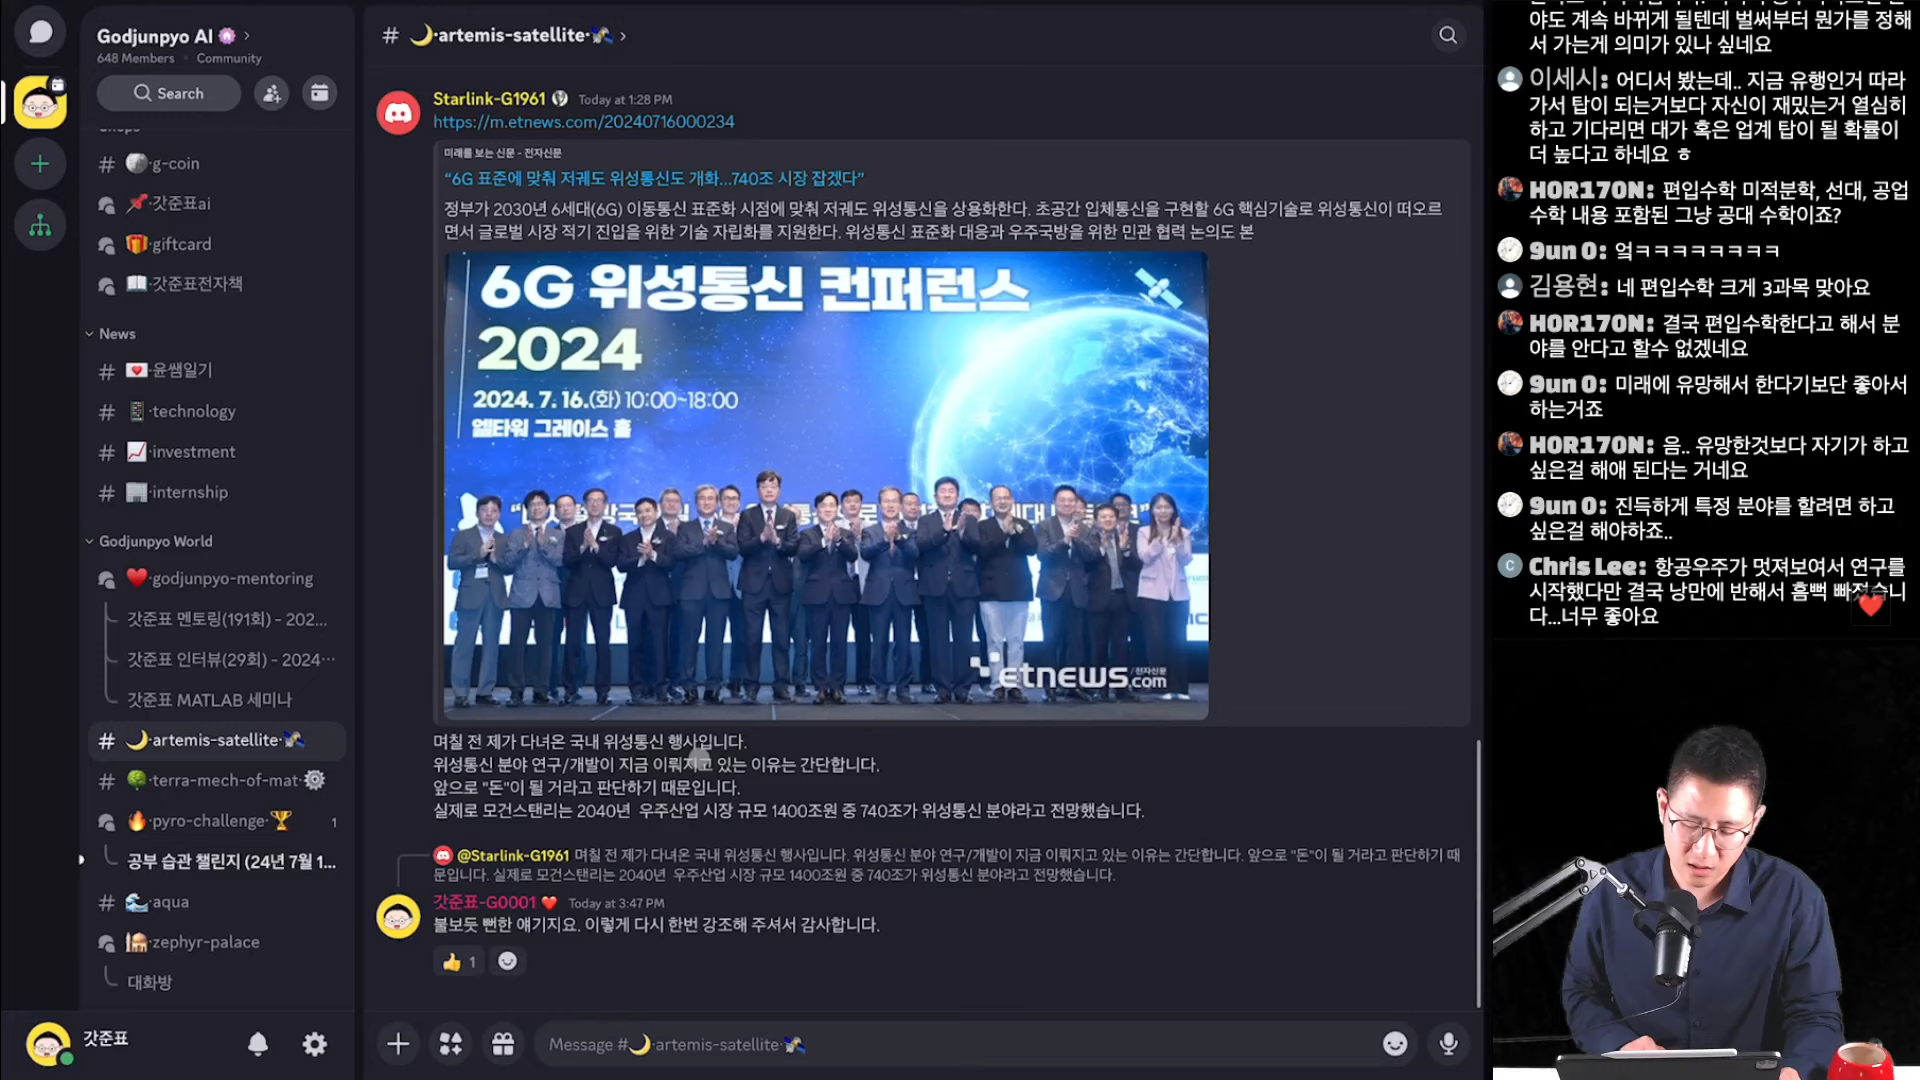 Godjunpyo AI
648 Members • Community
Search
g-coin
갓준표ai
giftcard
갓준표전자책
News
윤쌤일기
technology
investment
internship
Godjunpyo World
godjunpyo-mentoring
갓준표 멘토링(191회) - 202...
갓준표 인터뷰(29회) - 2024...
갓준표 MATLAB 세미나
artemis-satellite
terra-mech-of-mat
pyro-challenge 1
공부 습관 챌린지 (24년 7월 1...
aqua
zephyr-palace
대화방
갓준표
# artemis-satellite
Starlink-G1961 Today at 1:28 PM
https://m.etnews.com/20240716000234
미래를 보는 신문 - 전자신문
“6G 표준에 맞춰 저궤도 위성통신도 개화…740조 시장 잡겠다”
정부가 2030년 6세대(6G) 이동통신 표준화 시점에 맞춰 저궤도 위성통신을 상용화한다. 초공간 입체통신을 구현할 6G 핵심기술로 위성통신이 떠오르
면서 글로벌 시장 적기 진입을 위한 기술 자립화를 지원한다. 위성통신 표준화 대응과 우주국방을 위한 민관 협력 논의도 본
6G 위성통신 컨퍼런스
2024
2024. 7. 16.(화) 10:00~18:00
엘타워 그레이스 홀
etnews.com
전자신문
며칠 전 제가 다녀온 국내 위성통신 행사입니다.
위성통신 분야 연구/개발이 지금 이뤄지고 있는 이유는 간단합니다.
앞으로 "돈"이 될 거라고 판단하기 때문입니다.
실제로 모건스탠리는 2040년 우주산업 시장 규모 1400조원 중 740조가 위성통신 분야라고 전망했습니다.
@Starlink-G1961 며칠 전 제가 다녀온 국내 위성통신 행사입니다. 위성통신 분야 연구/개발이 지금 이뤄지고 있는 이유는 간단합니다. 앞으로 "돈"이 될 거라고 판단하기 때
문입니다. 실제로 모건스탠리는 2040년 우주산업 시장 규모 1400조원 중 740조가 위성통신 분야라고 전망했습니다.
갓준표-G0001 Today at 3:47 PM
불보듯 뻔한 얘기지요. 이렇게 다시 한번 강조해 주셔서 감사합니다.
1
Message # artemis-satellite
야도 계속 바뀌게 될텐데 벌써부터 뭔가를 정해
서 가는게 의미가 있나 싶네요
이세시: 어디서 봤는데.. 지금 유행인거 따라
가서 탑이 되는거보다 자신이 재밌는거 열심히
하고 기다리면 대가 혹은 업계 탑이 될 확률이
더 높다고 하네요 ㅎ
H0R170N: 편입수학 미적분학, 선대, 공업
수학 내용 포함된 그냥 공대 수학이죠?
9un 0: 엌ㅋㅋㅋㅋㅋㅋㅋㅋ
김용현: 네 편입수학 크게 3과목 맞아요
H0R170N: 결국 편입수학한다고 해서 분
야를 안다고 할수 없겠네요
9un 0: 미래에 유망해서 한다기보단 좋아서
하는거죠
H0R170N: 음.. 유망한것보다 자기가 하고
싶은걸 해애 된다는 거네요
9un 0: 진득하게 특정 분야를 할려면 하고
싶은걸 해야하죠..
Chris Lee: 항공우주가 멋져보여서 연구를
시작했다만 결국 낭만에 반해서 흠뻑 빠졌습니
다...너무 좋아요